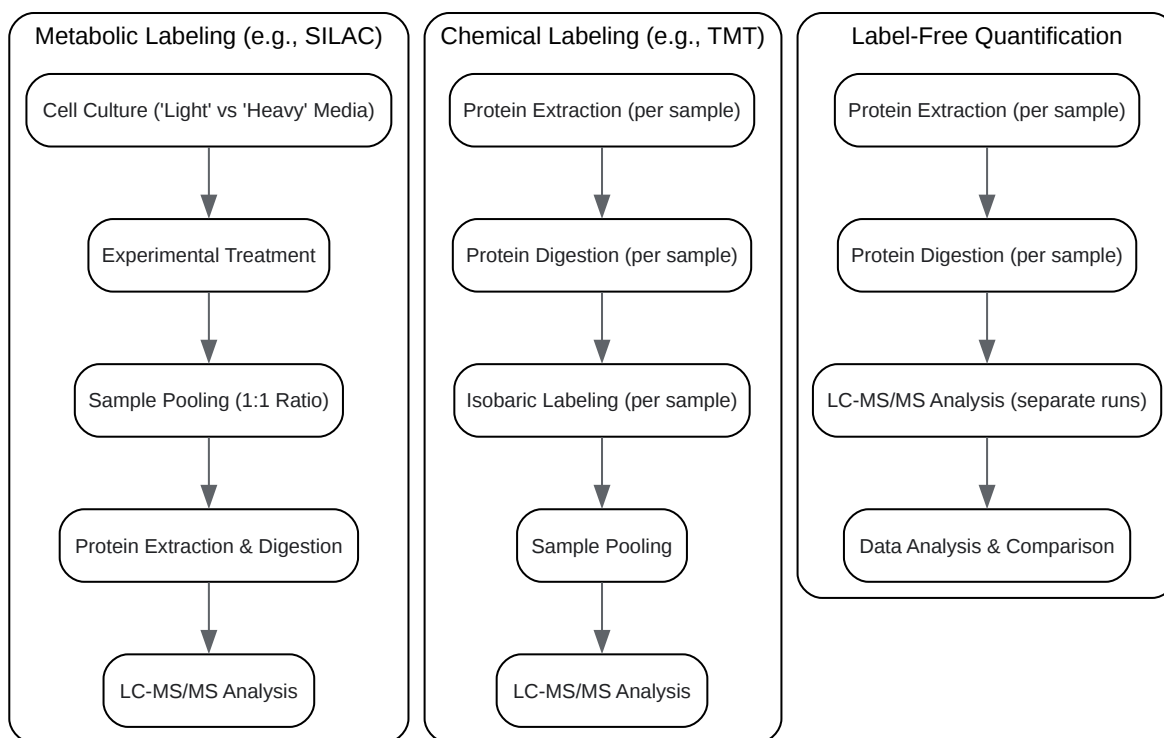 Metabolic Labeling (e.g., SILAC)
Cell Culture ('Light' vs 'Heavy' Media)
Experimental Treatment
Sample Pooling (1:1 Ratio)
Protein Extraction & Digestion
LC-MS/MS Analysis
Chemical Labeling (e.g., TMT)
Protein Extraction (per sample)
Protein Digestion (per sample)
Isobaric Labeling (per sample)
Sample Pooling
LC-MS/MS Analysis
Label-Free Quantification
Protein Extraction (per sample)
Protein Digestion (per sample)
LC-MS/MS Analysis (separate runs)
Data Analysis & Comparison